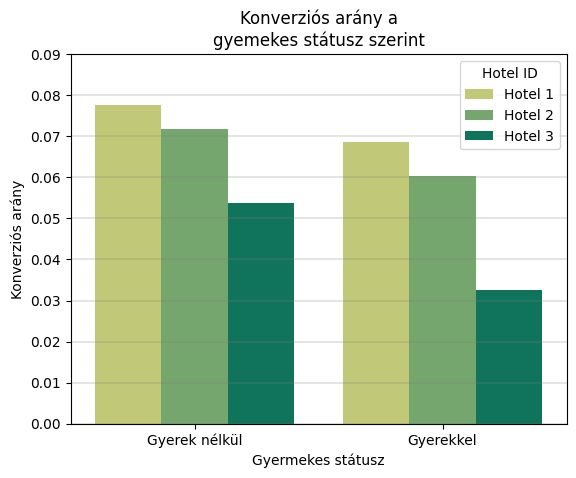 Konverziós arány a
gyemekes státusz szerint
Hotel ID
Hotel 1
Hotel 2
Hotel 3
Konverziós arány
0.09
0.08
0.07
0.06
0.05
0.04
0.03
0.02
0.01
0.00
Gyerek nélkül
Gyerekkel
Gyermekes státusz